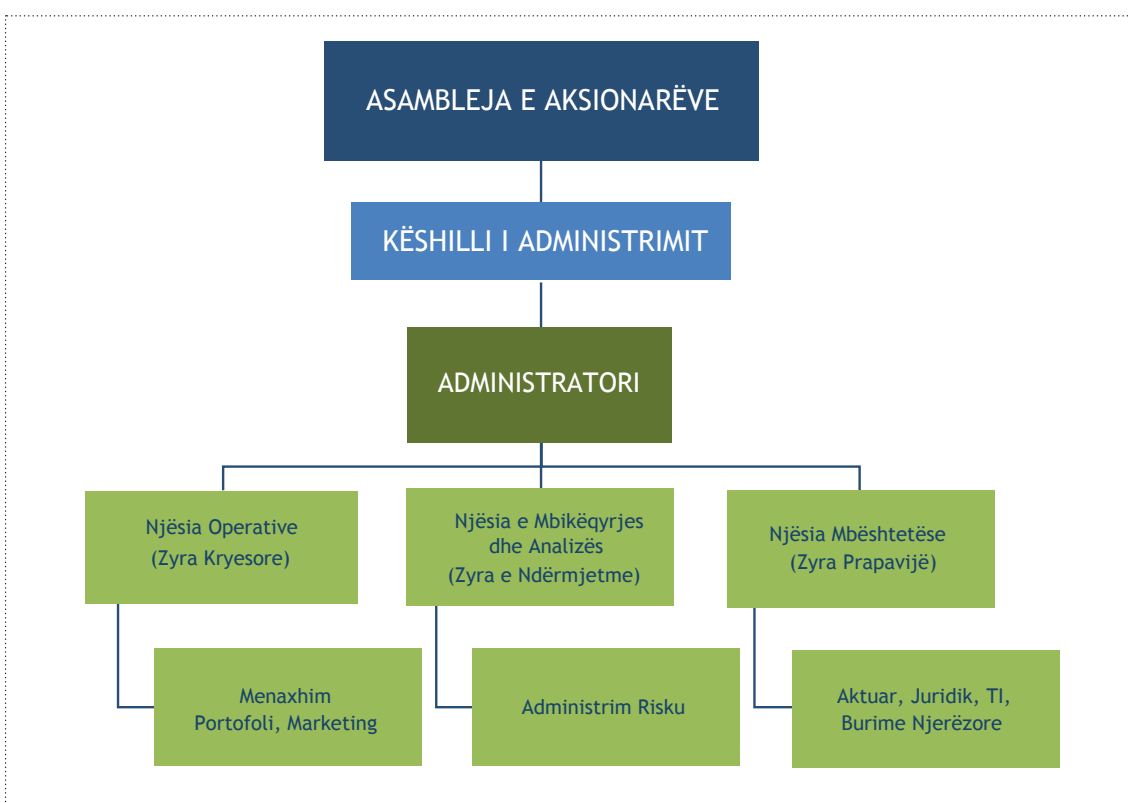 ASAMBLEJA E AKSIONARËVE
KËSHILLI I ADMINISTRIMIT
ADMINISTRATORI
Njësia Operative
(Zyra Kryesore)
Njësia e Mbikëqyrjes
dhe Analizës
(Zyra e Ndërmjetme)
Njësia Mbështetëse
(Zyra Prapavijë)
Menaxhim
Portofoli, Marketing
Administrim Risku
Aktuar, Juridik, TI,
Burime Njerëzore